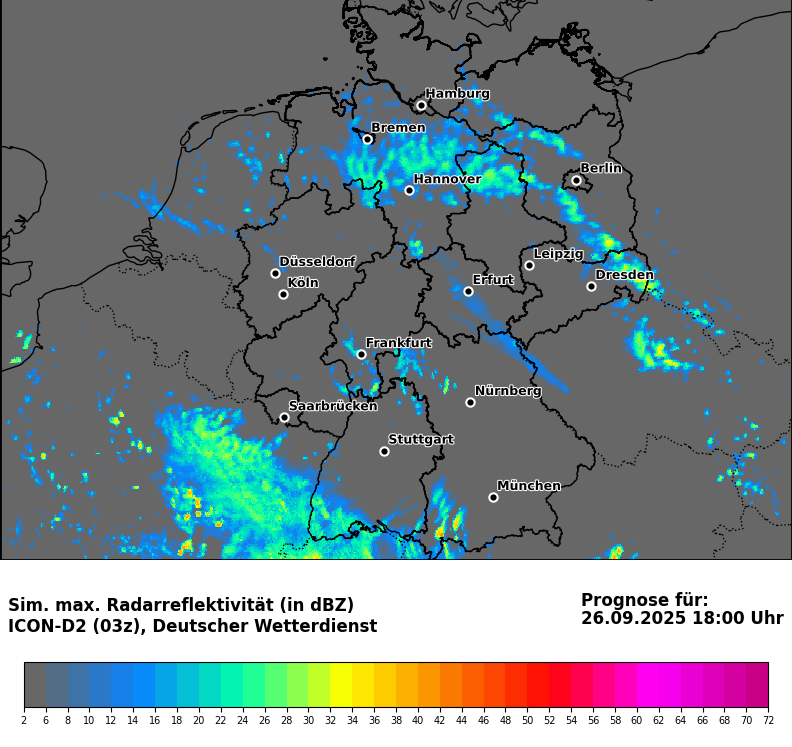 Hamburg
Bremen
Berlin
Hannover
Leipzig
Düsseldorf
Dresden
Köln
Erfurt
Frankfurt
Nürnberg
Saarbrücken
Stuttgart
München
Sim. max. Radarreflektivität (in dBZ)
ICON-D2 (03z), Deutscher Wetterdienst
Prognose für:
26.09.2025 18:00 Uhr
2 6 8 10 12 14 16 18 20 22 24 26 28 30 32 34 36 38 40 42 44 46 48 50 52 54 56 58 60 62 64 66 68 70 72